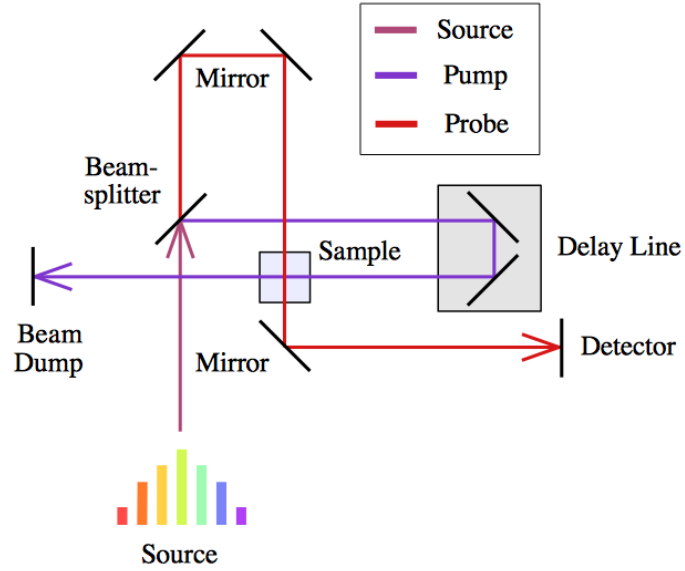 Source
Pump
Probe
Mirror
Beam-
splitter
Sample
Delay Line
Beam
Dump
Mirror
Detector
Source